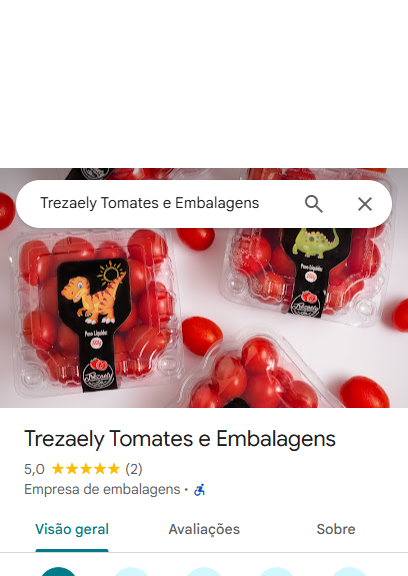 Trezaely Tomates e Embalagens
Peso Líquido:
Trezaely
Peso Líquido:
Trezaely Tomates e Embalagens
5,0 (2)
Empresa de embalagens ·
Visão geral
Avaliações
Sobre